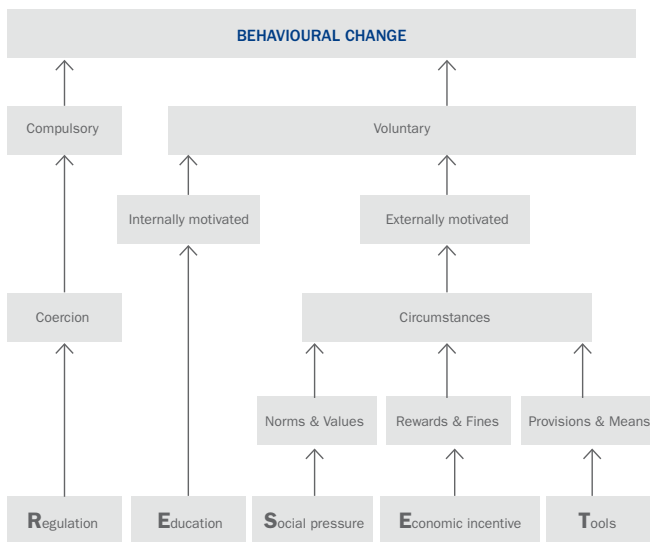 BEHAVIOURAL CHANGE
Compulsory
Voluntary
Internally motivated
Externally motivated
Coercion
Circumstances
Norms & Values
Rewards & Fines
Provisions & Means
Regulation
Education
Social pressure
Economic incentive
Tools